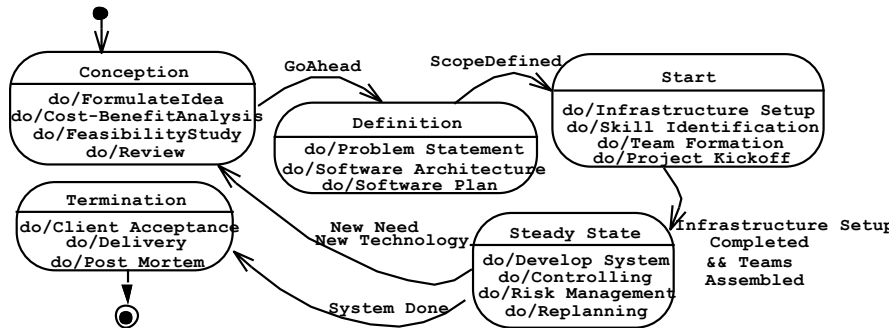 Conception
do/FormulateIdea
do/Cost-BenefitAnalysis
do/FeasibilityStudy
do/Review
GoAhead
Definition
do/Problem Statement
do/Software Architecture
do/Software Plan
ScopeDefined
Start
do/Infrastructure Setup
do/Skill Identification
do/Team Formation
do/Project Kickoff
Infrastructure Setup
Completed
&& Teams
Assembled
Steady State
do/Develop System
do/Controlling
do/Risk Management
do/Replanning
New Need
New Technology
System Done
Termination
do/Client Acceptance
do/Delivery
do/Post Mortem